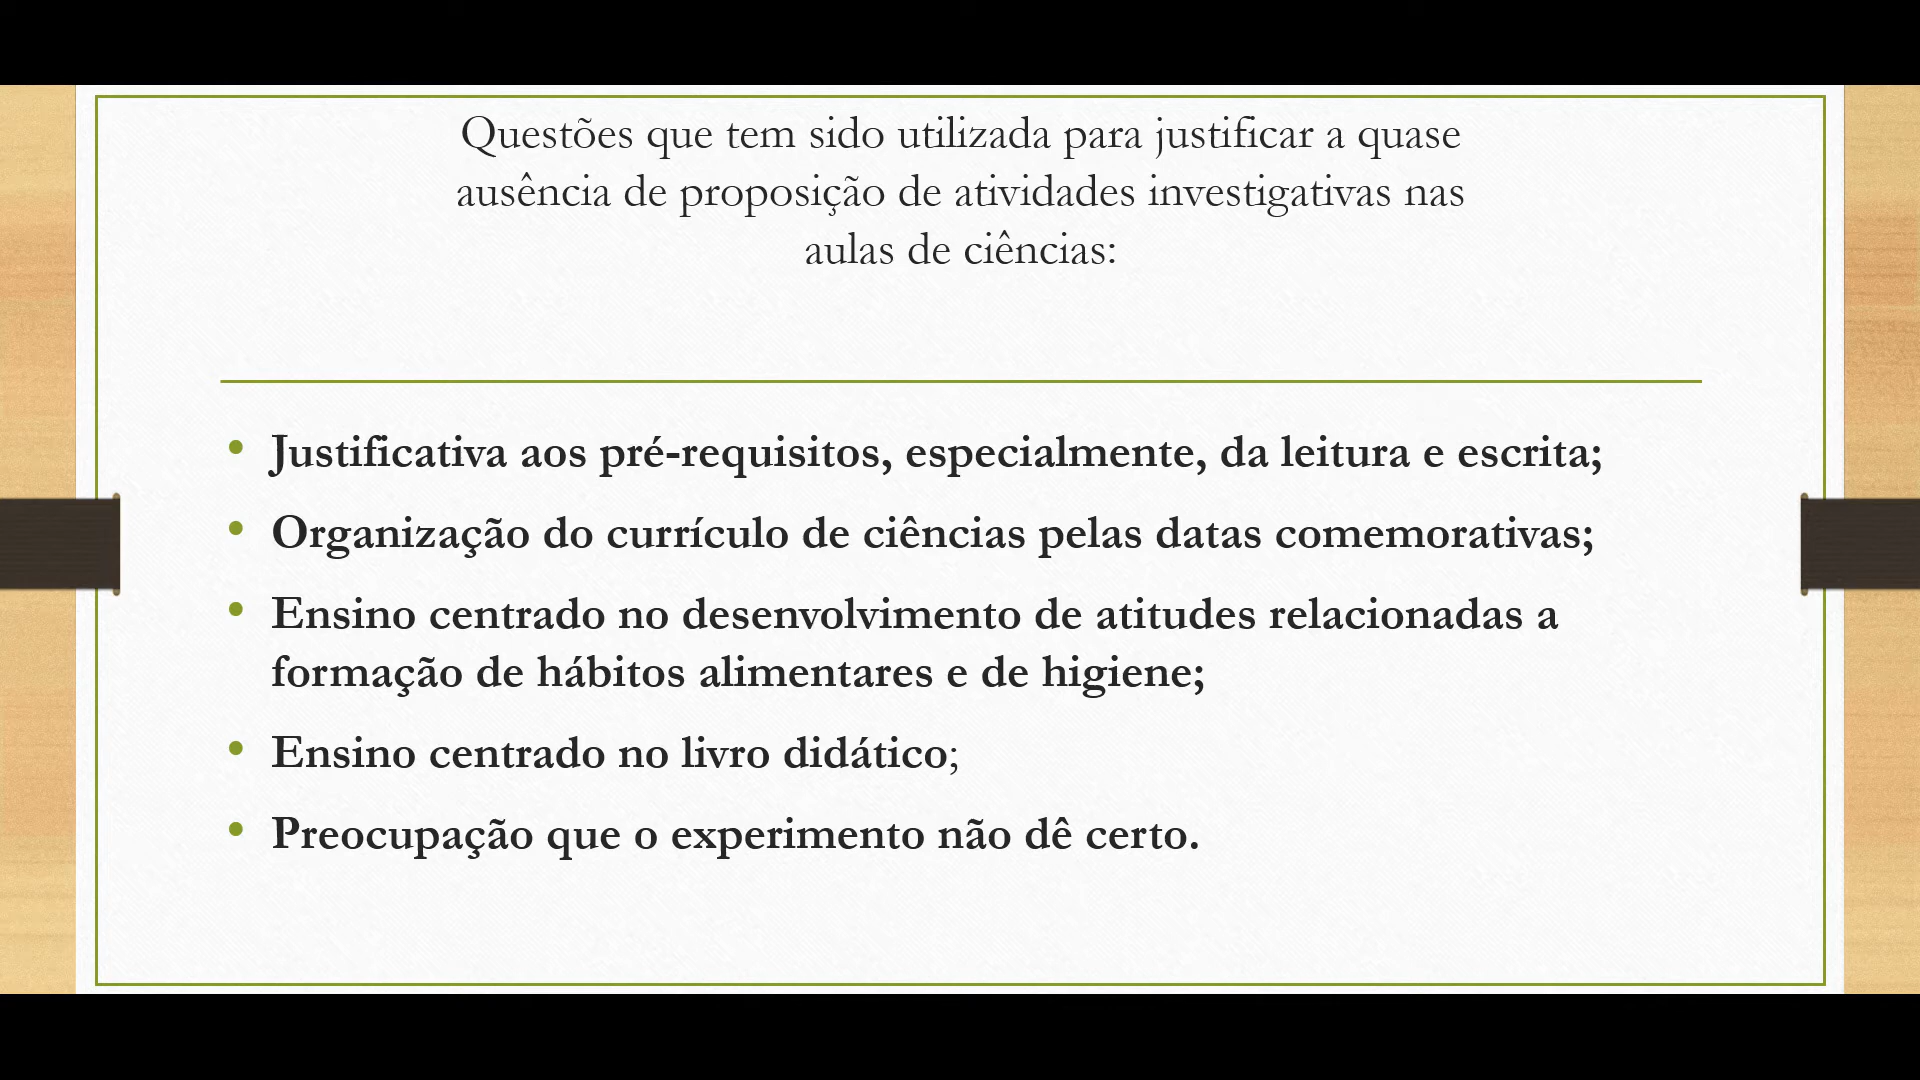 Questões que tem sido utilizada para justificar a quase
ausência de proposição de atividades investigativas nas
aulas de ciências:
• Justificativa aos pré-requisitos, especialmente, da leitura e escrita;
• Organização do currículo de ciências pelas datas comemorativas;
• Ensino centrado no desenvolvimento de atitudes relacionadas a
formação de hábitos alimentares e de higiene;
• Ensino centrado no livro didático;
• Preocupação que o experimento não dê certo.